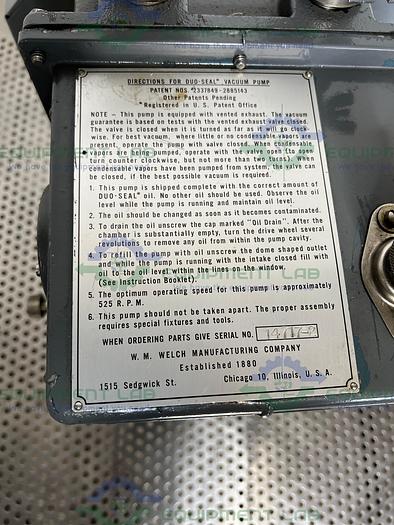 DIRECTIONS FOR DUO-SEAL VACUUM PUMP
PATENT NOS. 2337849-2885143
Other Patents Pending
*Registered in U. S. Patent Office
NOTE - This pump is equipped with vented exhaust. The vacuum
guarantee is based on tests with the vented exhaust valve closed.
The valve is closed when it is turned as far as it will go clock-
wise. For best vacuum, where little or no condensable vapors are
present, operate the pump with valve closed. When condensable
vapors are being pumped, operate with the valve open (to open
turn counter clockwise, but not more than two turns). When
condensable vapors have been pumped from system, the valve can
be closed, if the best possible vacuum is required.
1. This pump is shipped complete with the correct amount of
DUO-SEAL oil. No other oil should be used. Observe the oil
level while the pump is running and maintain oil level.
2. The oil should be changed as soon as it becomes contaminated.
3. To drain the oil unscrew the cap marked "Oil Drain". After the
chamber is substantially empty, turn the drive wheel several
revolutions to remove any oil from within the pump cavity.
4. To refill the pump with oil unscrew the domed shaped outlet
and while the pump is running with the intake closed fill with
oil to the oil level within the lines on the window.
(See Instruction Booklet).
5. The optimum operating speed for this pump is approximately
525 R. P. M.
6. This pump should not be taken apart. The proper assembly
requires special fixtures and tools.
WHEN ORDERING PARTS GIVE SERIAL NO.
W. M. WELCH MANUFACTURING COMPANY
Established 1880
1515 Sedgwick St. Chicago 10, Illinois, U. S. A.
EQUIPMENT LAB